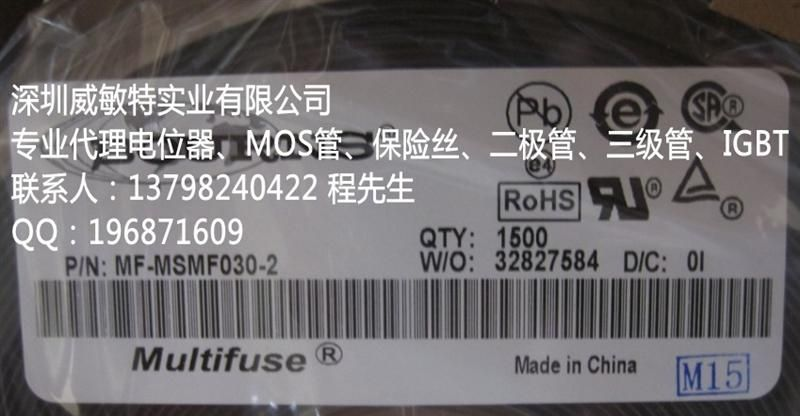 深圳威敏特实业有限公司
专业代理电位器、MOS管、保险丝、二极管、三级管、IGBT
联系人：13798240422 程先生
QQ：196871609
Pb
e
SA
e4
RoHS
QTY: 1500
P/N: MF-MSMF030-2
W/O: 32827584 D/C: 0I
Multifuse®
Made in China
M15